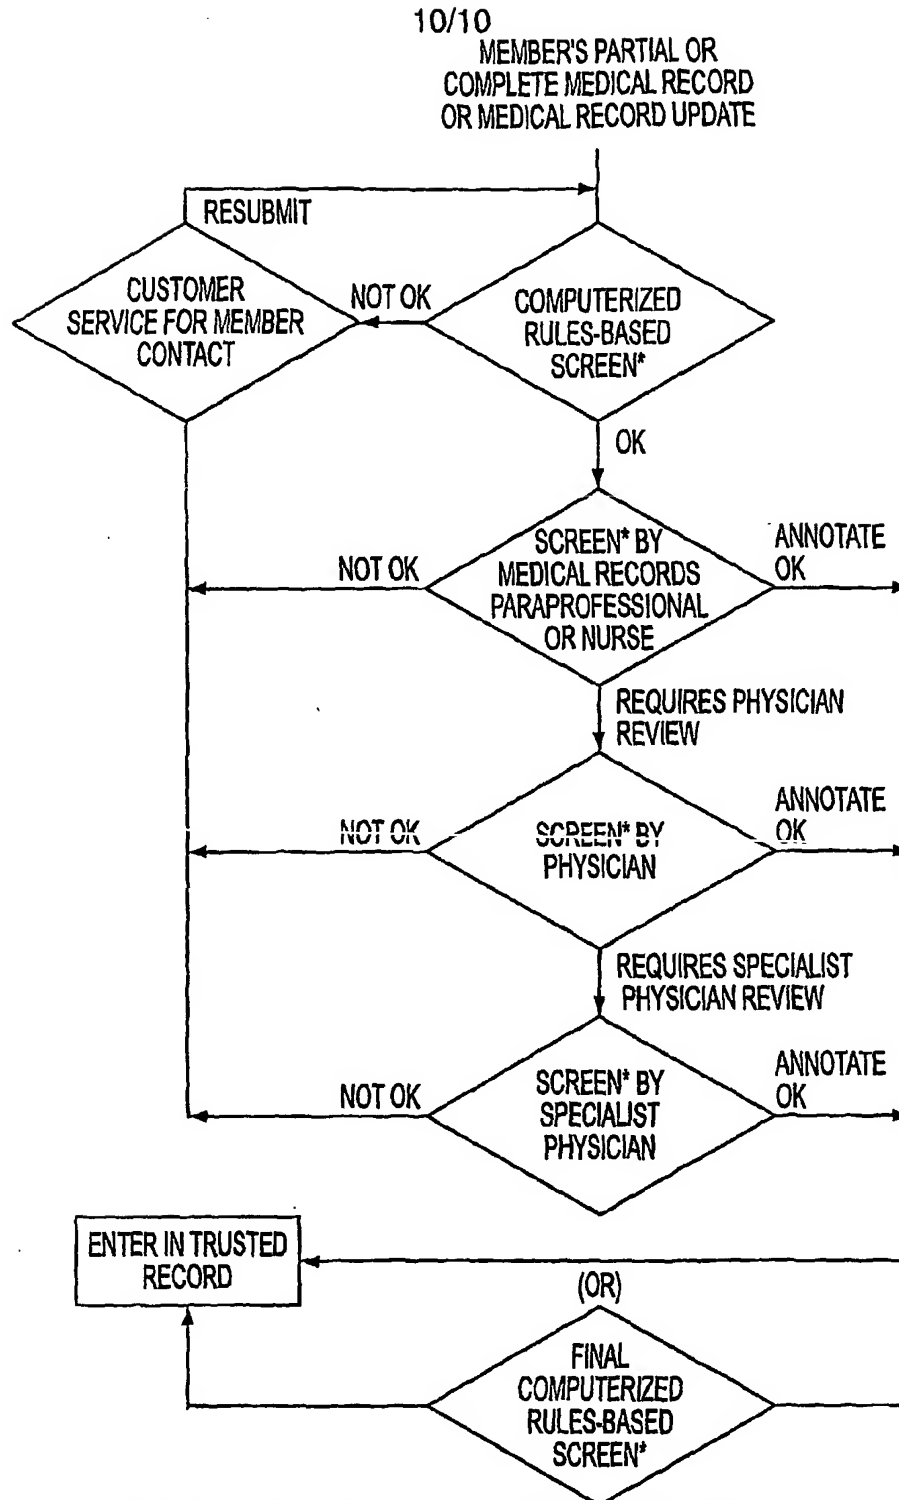 10/10
MEMBER'S PARTIAL OR
COMPLETE MEDICAL RECORD
OR MEDICAL RECORD UPDATE
RESUBMIT
CUSTOMER
SERVICE FOR MEMBER
CONTACT
NOT OK
COMPUTERIZED
RULES-BASED
SCREEN*
OK
NOT OK
SCREEN* BY
MEDICAL RECORDS
PARAPROFESSIONAL
OR NURSE
ANNOTATE
OK
REQUIRES PHYSICIAN
REVIEW
NOT OK
SCREEN* BY
PHYSICIAN
ANNOTATE
OK
REQUIRES SPECIALIST
PHYSICIAN REVIEW
NOT OK
SCREEN* BY
SPECIALIST
PHYSICIAN
ANNOTATE
OK
ENTER IN TRUSTED
RECORD
(OR)
FINAL
COMPUTERIZED
RULES-BASED
SCREEN*